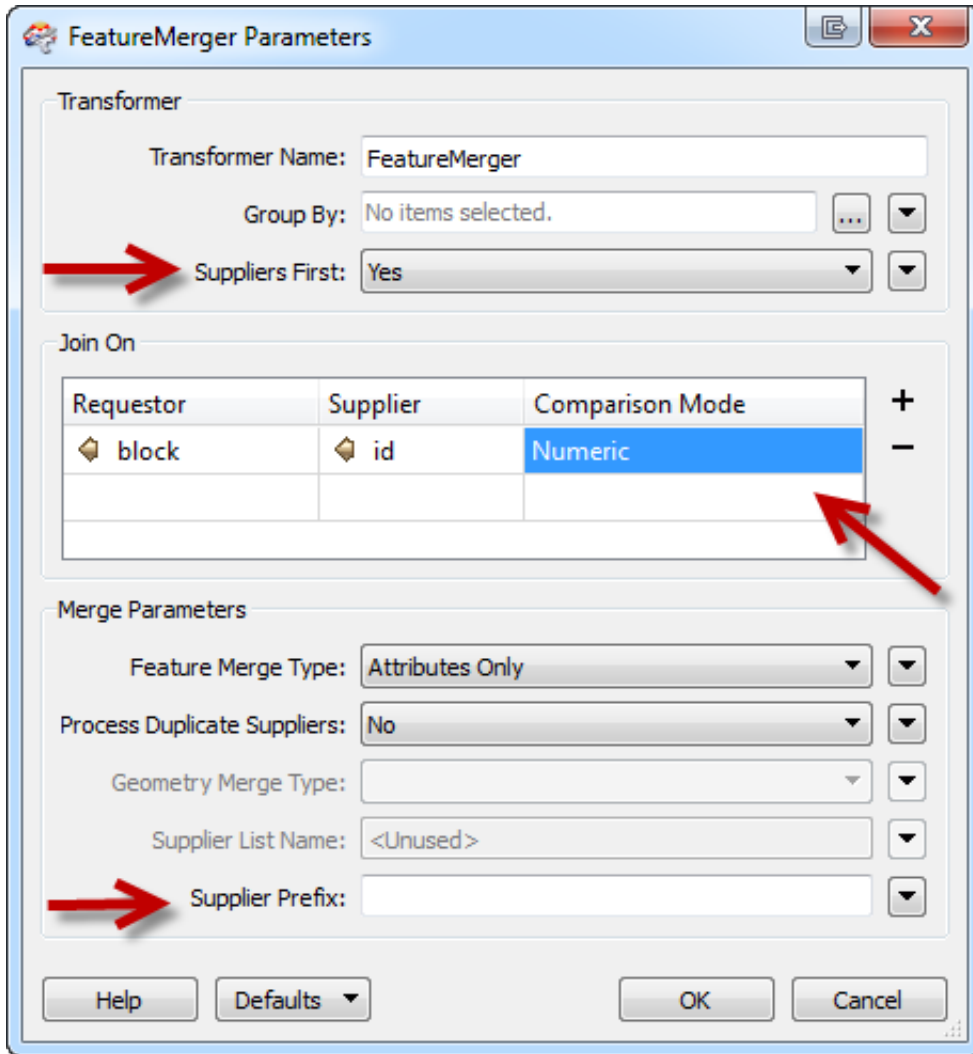 FeatureMerger Parameters
Transformer
Transformer Name: FeatureMerger
Group By: No items selected. ...
Suppliers First: Yes
Join On
Requestor Supplier Comparison Mode
block id Numeric
Merge Parameters
Feature Merge Type: Attributes Only
Process Duplicate Suppliers: No
Geometry Merge Type:
Supplier List Name: <Unused>
Supplier Prefix:
Help Defaults OK Cancel